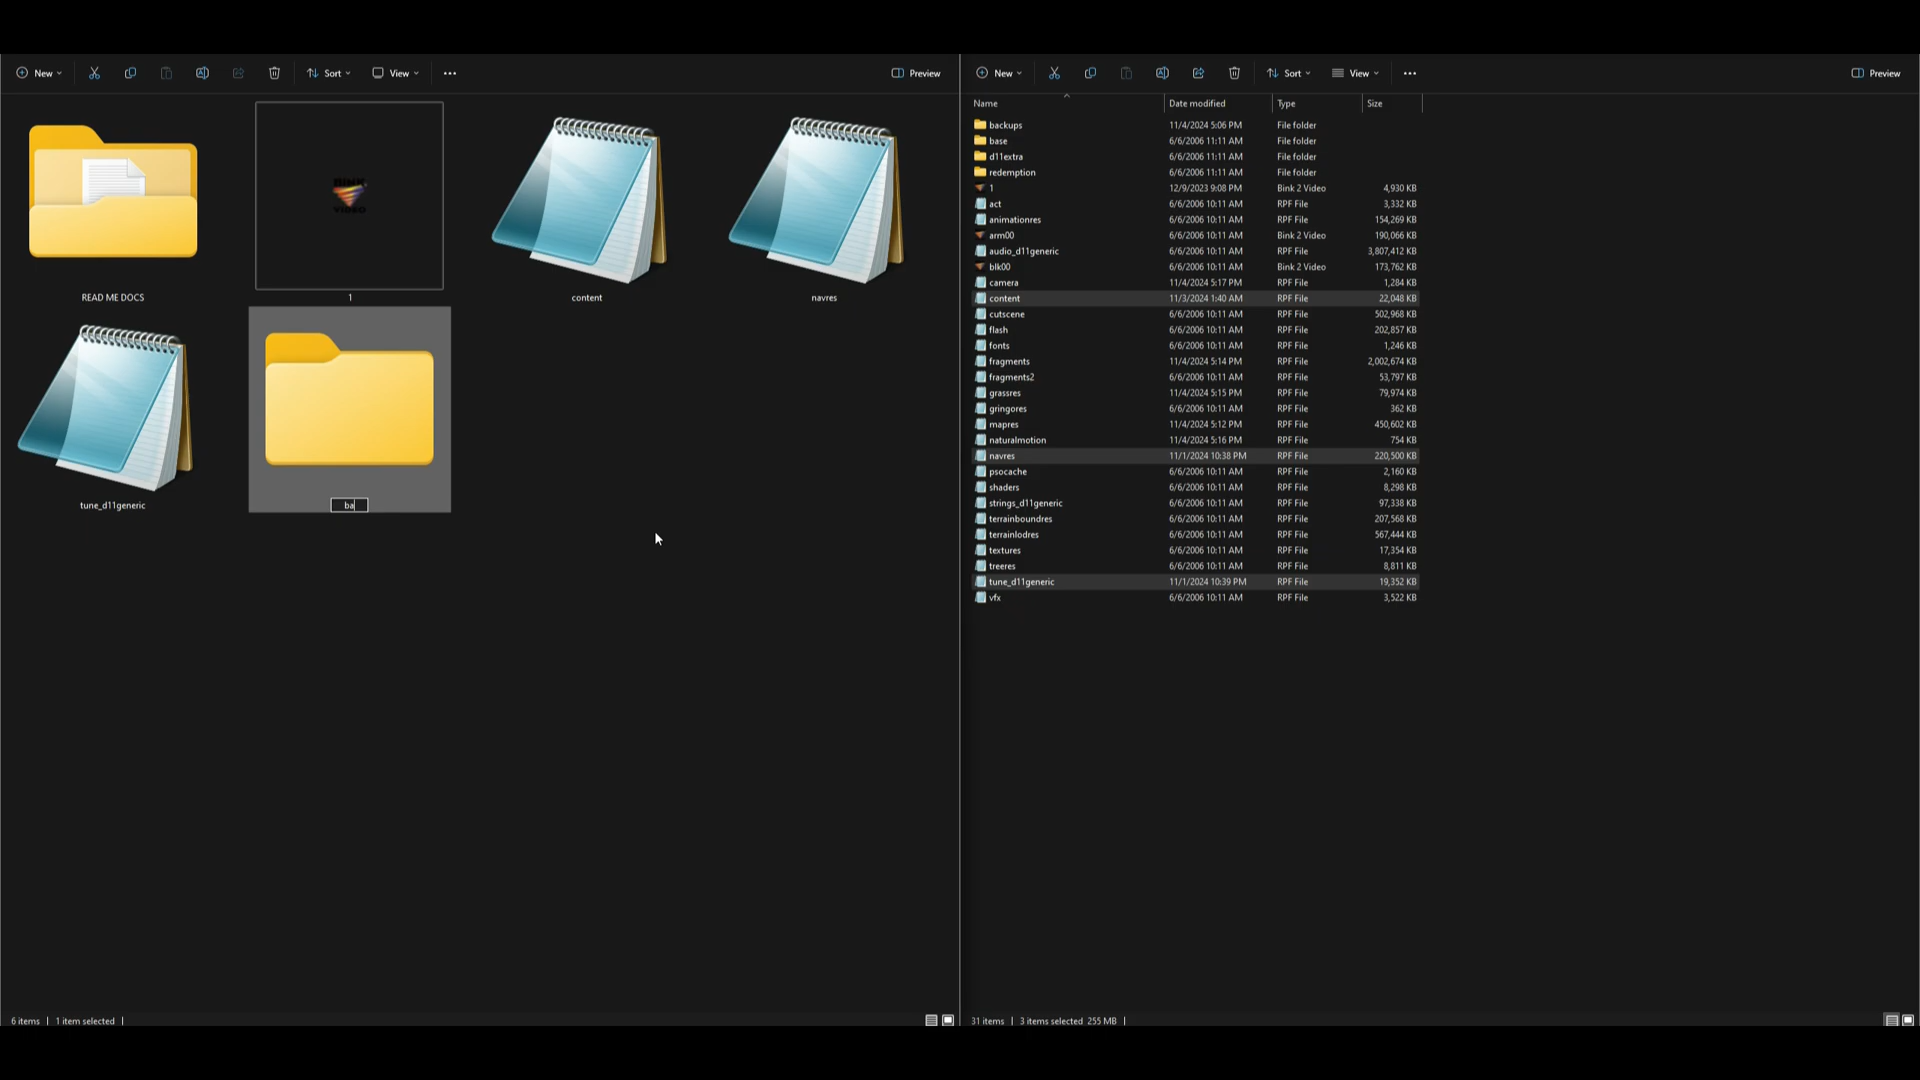 New
Sort
View
Preview
READ ME DOCS
BINK
VIDEO
1
content
navres
tune_d11generic
ba
6 items
1 item selected
New
Sort
View
Preview
Name Date modified Type Size
backups 11/4/2024 5:06 PM File folder
base 6/6/2006 11:11 AM File folder
d11extra 6/6/2006 11:11 AM File folder
redemption 6/6/2006 11:11 AM File folder
1 12/9/2023 9:08 PM Bink 2 Video 4,930 KB
act 6/6/2006 10:11 AM RPF File 3,332 KB
animationres 6/6/2006 10:11 AM RPF File 154,269 KB
arm00 6/6/2006 10:11 AM Bink 2 Video 190,066 KB
audio_d11generic 6/6/2006 10:11 AM RPF File 3,807,412 KB
blk00 6/6/2006 10:11 AM Bink 2 Video 173,762 KB
camera 11/4/2024 5:17 PM RPF File 1,284 KB
content 11/3/2024 1:40 AM RPF File 22,048 KB
cutscene 6/6/2006 10:11 AM RPF File 502,968 KB
flash 6/6/2006 10:11 AM RPF File 202,857 KB
fonts 6/6/2006 10:11 AM RPF File 1,246 KB
fragments 11/4/2024 5:14 PM RPF File 2,002,674 KB
fragments2 6/6/2006 10:11 AM RPF File 53,797 KB
grassres 11/4/2024 5:15 PM RPF File 79,974 KB
gringores 6/6/2006 10:11 AM RPF File 362 KB
mapres 11/4/2024 5:12 PM RPF File 450,602 KB
naturalmotion 11/4/2024 5:16 PM RPF File 754 KB
navres 11/1/2024 10:38 PM RPF File 220,500 KB
psocache 6/6/2006 10:11 AM RPF File 2,160 KB
shaders 6/6/2006 10:11 AM RPF File 8,298 KB
strings_d11generic 6/6/2006 10:11 AM RPF File 97,338 KB
terrainboundres 6/6/2006 10:11 AM RPF File 207,568 KB
terrainlodres 6/6/2006 10:11 AM RPF File 567,444 KB
textures 6/6/2006 10:11 AM RPF File 17,354 KB
treeres 6/6/2006 10:11 AM RPF File 8,811 KB
tune_d11generic 11/1/2024 10:39 PM RPF File 19,352 KB
vfx 6/6/2006 10:11 AM RPF File 3,522 KB
31 items
3 items selected 255 MB